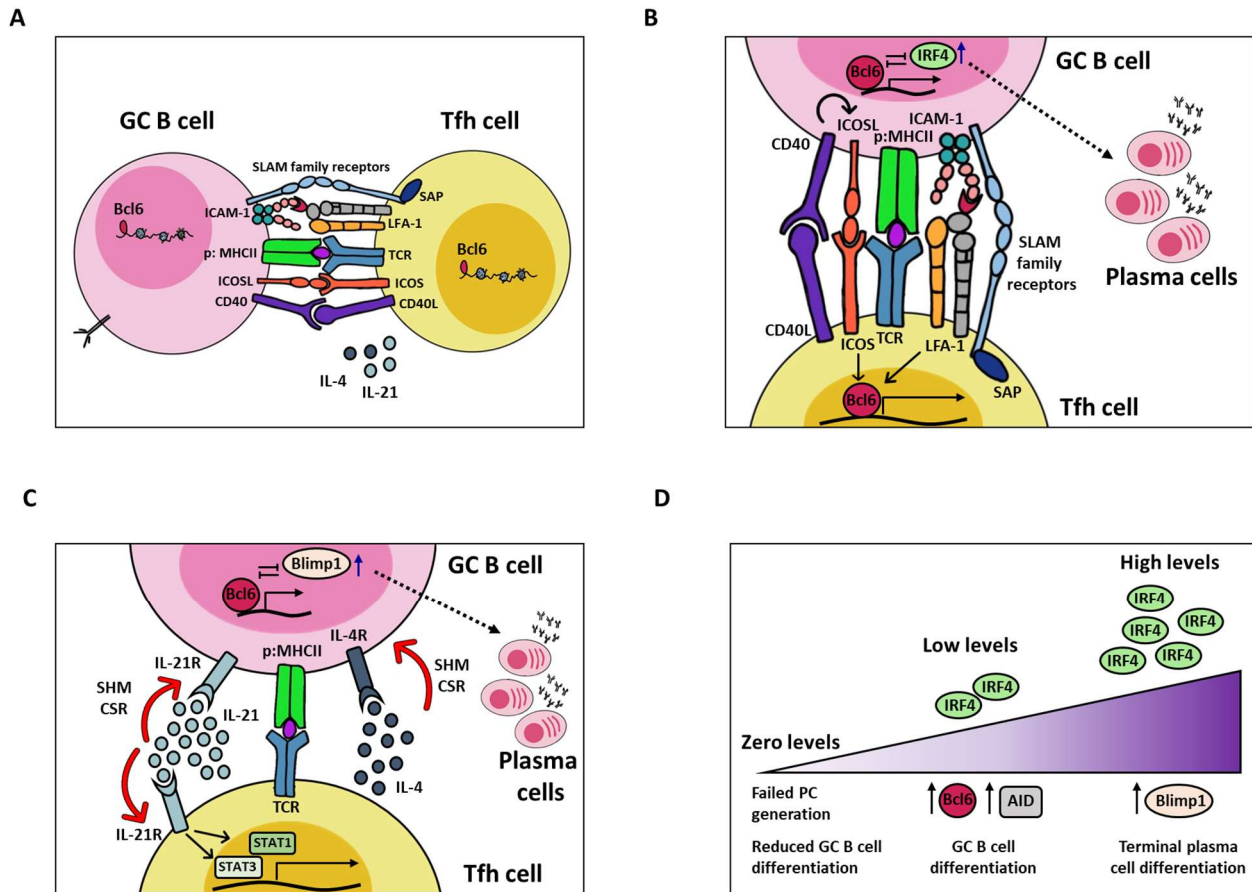 A
GC B cell
Tfh cell
SLAM family receptors
SAP
Bcl6
ICAM-1
LFA-1
p: MHCII
TCR
Bcl6
ICOSL
ICOS
CD40
CD40L
IL-4
IL-21
B
Bcl6
IRF4
GC B cell
ICOSL
ICAM-1
CD40
p:MHCII
SLAM
family
receptors
Plasma cells
CD40L
ICOS
TCR
LFA-1
SAP
Bcl6
Tfh cell
C
Blimp1
GC B cell
Bcl6
IL-4R
p:MHCII
IL-21R
SHM
CSR
SHM
CSR
IL-21
Plasma
cells
IL-4
TCR
IL-21R
STAT1
STAT3
Tfh cell
D
High levels
IRF4
IRF4
IRF4
IRF4
IRF4
Low levels
IRF4
IRF4
Zero levels
Failed PC
generation
Bcl6
AID
Blimp1
Reduced GC B cell
differentiation
GC B cell
differentiation
Terminal plasma
cell differentiation